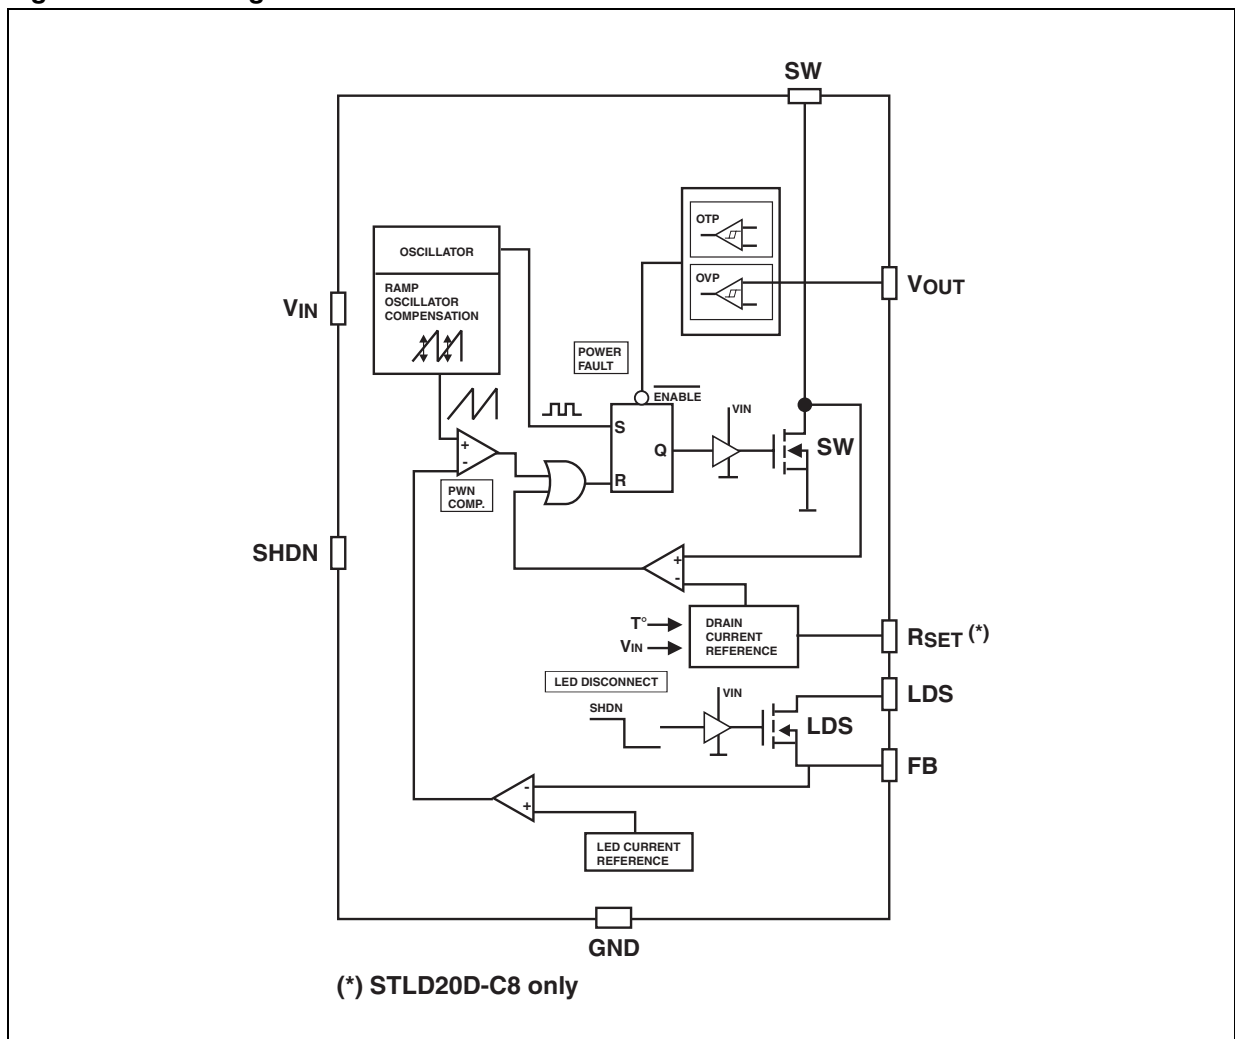 SW
OTP
OSCILLATOR
OVP
VOUT
RAMP
OSCILLATOR
COMPENSATION
VIN
POWER
FAULT
ENABLE
VIN
S
Q
SW
+
-
R
PWN
COMP.
SHDN
+
-
T°
VIN
DRAIN
CURRENT
REFERENCE
RSET (*)
LED DISCONNECT
VIN
LDS
SHDN
LDS
FB
-
+
LED CURRENT
REFERENCE
GND
(*) STLD20D-C8 only